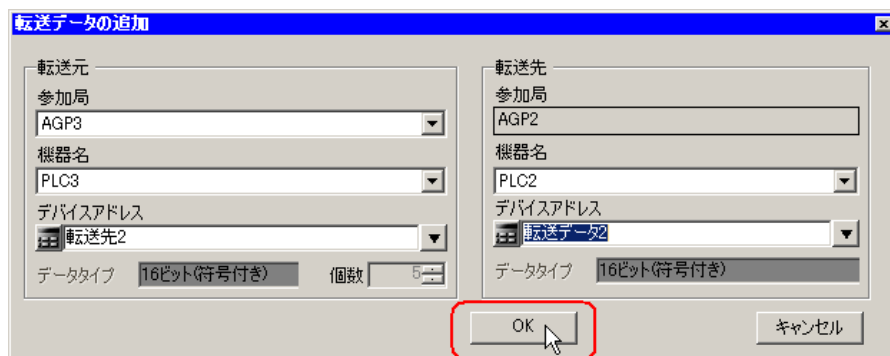 転送データの追加
転送元
参加局
AGP3
機器名
PLC3
デバイスアドレス
転送先2
データタイプ 16ビット(符号付き) 個数 5
転送先
参加局
AGP2
機器名
PLC2
デバイスアドレス
転送データ2
データタイプ 16ビット(符号付き)
OK キャンセル